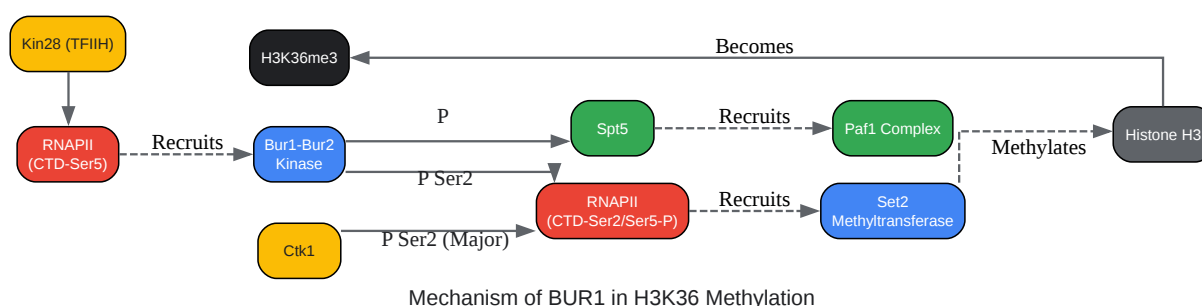 Kin28 (TFIIH)
H3K36me3
Becomes
RNAPII
(CTD-Ser5)
Recruits
Bur1-Bur2
Kinase
P
Spt5
Recruits
Paf1 Complex
Histone H3
Methylates
P Ser2
RNAPII
(CTD-Ser2/Ser5-P)
Recruits
Set2
Methyltransferase
Ctk1
P Ser2 (Major)
Mechanism of BUR1 in H3K36 Methylation